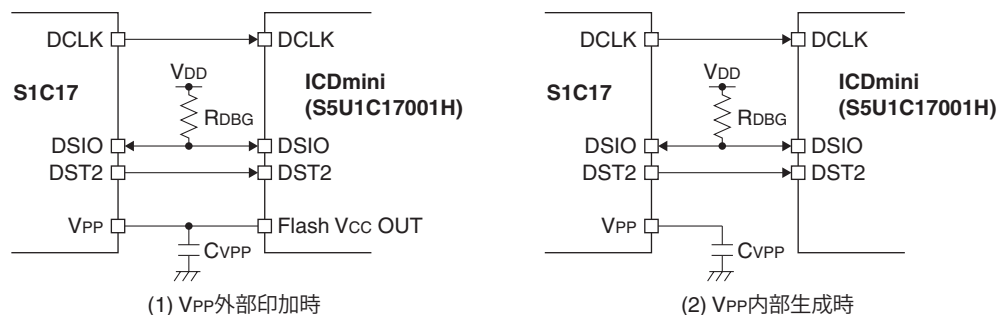 DCLK
DCLK
VDD
S1C17
ICDmini
(S5U1C17001H)
RDBG
DSIO
DSIO
DST2
DST2
VPP
Flash VCC OUT
CVPP
(1) VPP外部印加時
DCLK
DCLK
VDD
S1C17
ICDmini
(S5U1C17001H)
RDBG
DSIO
DSIO
DST2
DST2
VPP
CVPP
(2) VPP内部生成時